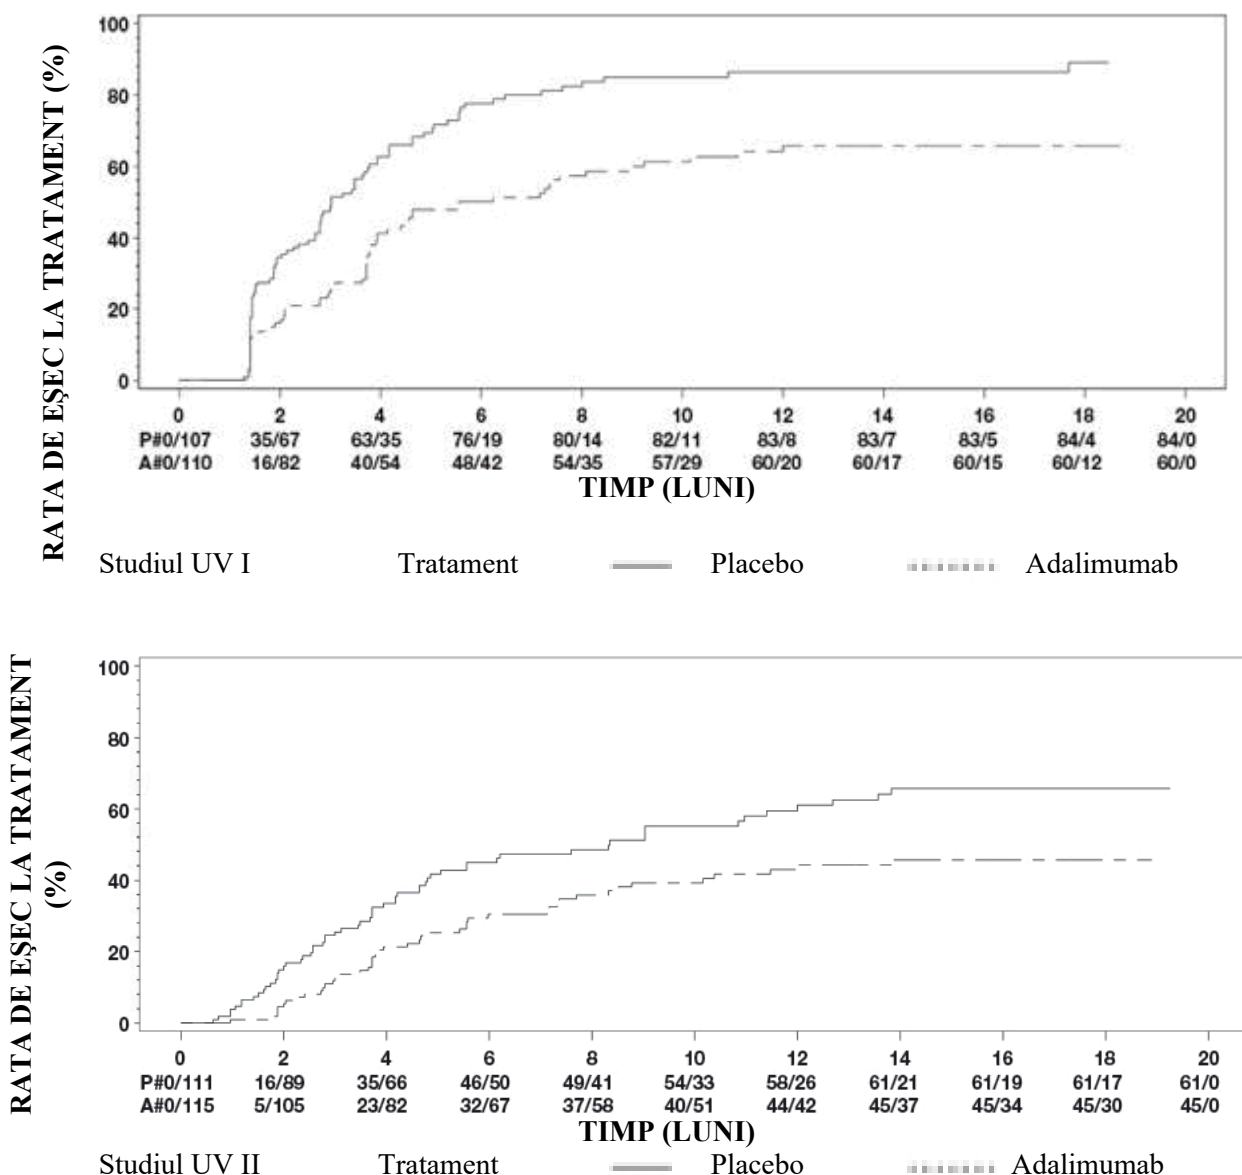 RATA DE EŞEC LA TRATAMENT (%)
100
80
60
40
20
0
0 2 4 6 8 10 12 14 16 18 20
P#0/107 35/67 63/35 76/19 80/14 82/11 83/8 83/7 83/5 84/4 84/0
A#0/110 16/82 40/54 48/42 54/35 57/29 60/20 60/17 60/15 60/12 60/0
TIMP (LUNI)
Studiul UV I Tratament Placebo Adalimumab
RATA DE EŞEC LA TRATAMENT
(%)
100
80
60
40
20
0
0 2 4 6 8 10 12 14 16 18 20
P#0/111 16/89 35/66 46/50 49/41 54/33 58/26 61/21 61/19 61/17 61/0
A#0/115 5/105 23/82 32/67 37/58 40/51 44/42 45/37 45/34 45/30 45/0
TIMP (LUNI)
Studiul UV II Tratament Placebo Adalimumab